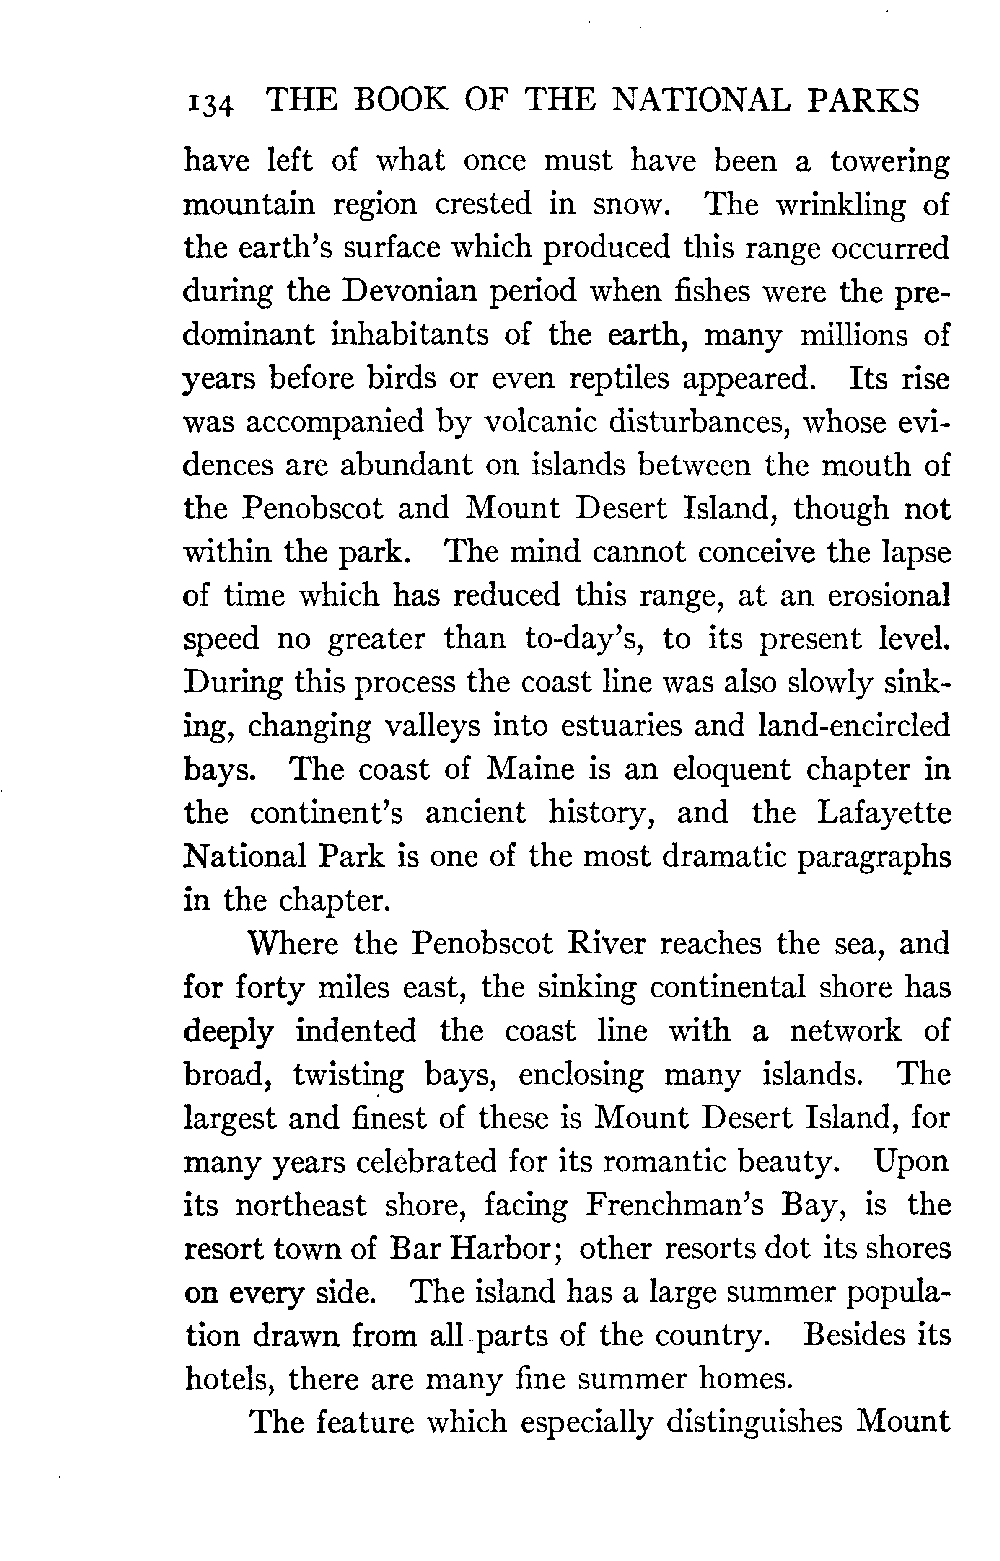 134 THE BOOK OF THE NATIONAL PARKS
have left of what once must have been a towering
mountain region crested in snow. The wrinkling of
the earth's surface which produced this range occurred
during the Devonian period when fishes were the pre-
dominant inhabitants of the earth, many millions of
years before birds or even reptiles appeared. Its rise
was accompanied by volcanic disturbances, whose evi-
dences are abundant on islands between the mouth of
the Penobscot and Mount Desert Island, though not
within the park. The mind cannot conceive the lapse
of time which has reduced this range, at an erosional
speed no greater than to-day's, to its present level.
During this process the coast line was also slowly sink-
ing, changing valleys into estuaries and land-encircled
bays. The coast of Maine is an eloquent chapter in
the continent's ancient history, and the Lafayette
National Park is one of the most dramatic paragraphs
in the chapter.
Where the Penobscot River reaches the sea, and
for forty miles east, the sinking continental shore has
deeply indented the coast line with a network of
broad, twisting bays, enclosing many islands. The
largest and finest of these is Mount Desert Island, for
many years celebrated for its romantic beauty. Upon
its northeast shore, facing Frenchman's Bay, is the
resort town of Bar Harbor; other resorts dot its shores
on every side. The island has a large summer popula-
tion drawn from all parts of the country. Besides its
hotels, there are many fine summer homes.
The feature which especially distinguishes Mount